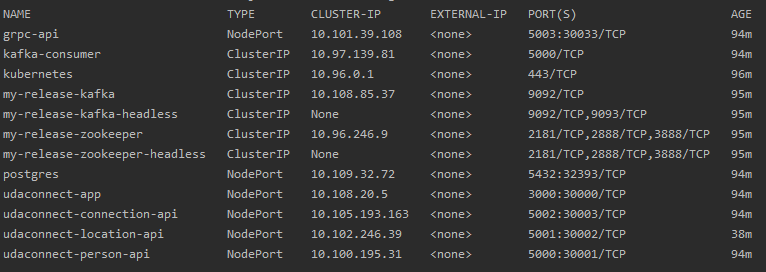 NAME TYPE CLUSTER-IP EXTERNAL-IP PORT(S) AGE
grpc-api NodePort 10.101.39.108 <none> 5003:30033/TCP 94m
kafka-consumer ClusterIP 10.97.139.81 <none> 5000/TCP 94m
kubernetes ClusterIP 10.96.0.1 <none> 443/TCP 96m
my-release-kafka ClusterIP 10.108.85.37 <none> 9092/TCP 95m
my-release-kafka-headless ClusterIP None <none> 9092/TCP,9093/TCP 95m
my-release-zookeeper ClusterIP 10.96.246.9 <none> 2181/TCP,2888/TCP,3888/TCP 95m
my-release-zookeeper-headless ClusterIP None <none> 2181/TCP,2888/TCP,3888/TCP 95m
postgres NodePort 10.109.32.72 <none> 5432:32393/TCP 94m
udaconnect-app NodePort 10.108.20.5 <none> 3000:30000/TCP 94m
udaconnect-connection-api NodePort 10.105.193.163 <none> 5002:30003/TCP 94m
udaconnect-location-api NodePort 10.102.246.39 <none> 5001:30002/TCP 38m
udaconnect-person-api NodePort 10.100.195.31 <none> 5000:30001/TCP 94m